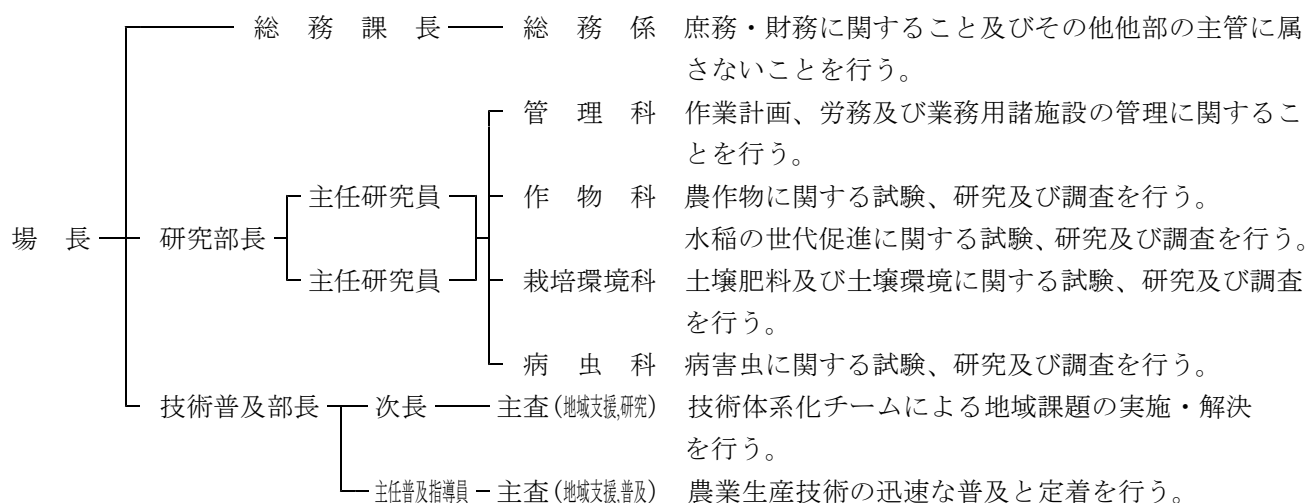 総務課長 総務係 庶務・財務に関すること及びその他他部の主管に属
さないことを行う。
管理科 作業計画、労務及び業務用諸施設の管理に関するこ
とを行う。
主任研究員 作物科 農作物に関する試験、研究及び調査を行う。
場長 研究部長 水稲の世代促進に関する試験、研究及び調査を行う。
主任研究員 栽培環境科 土壌肥料及び土壌環境に関する試験、研究及び調査
を行う。
病虫科 病害虫に関する試験、研究及び調査を行う。
技術普及部長 次長 主査(地域支援,研究) 技術体系化チームによる地域課題の実施・解決
を行う。
主任普及指導員 主査(地域支援,普及) 農業生産技術の迅速な普及と定着を行う。